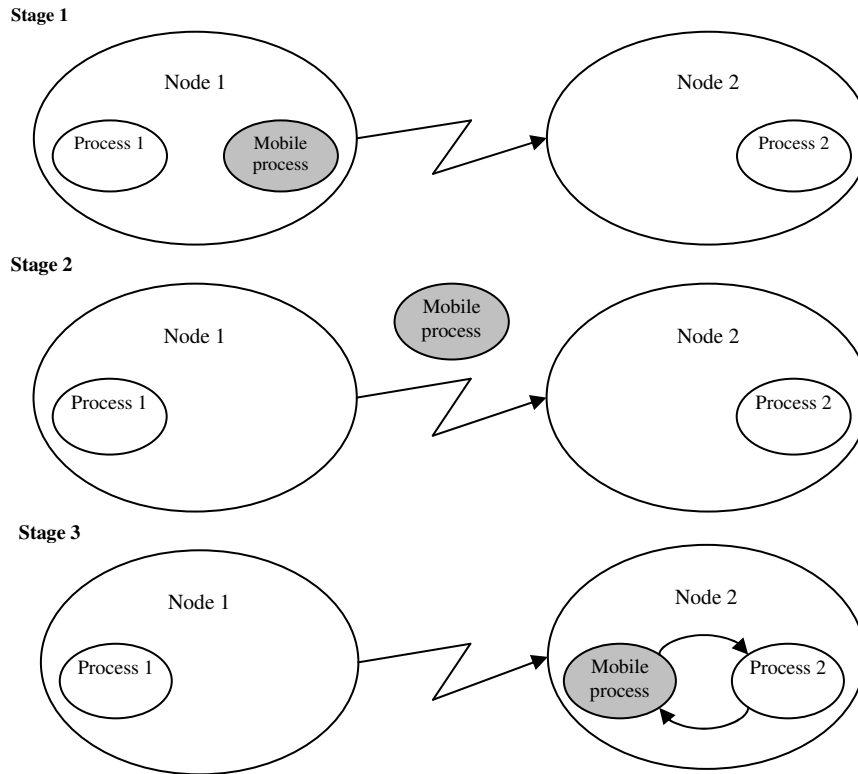 Stage 1
Node 1
Node 2
Process 1
Mobile
process
Process 2
Stage 2
Mobile
process
Node 1
Node 2
Process 1
Process 2
Stage 3
Node 1
Node 2
Process 1
Mobile
process
Process 2